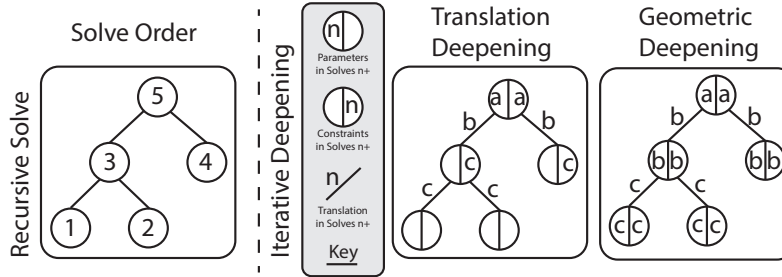 Recursive Solve
Solve Order
5
3
4
1
2
Iterative Deepening
n
Parameters
in Solves n+
n
Constraints
in Solves n+
n
Translation
in Solves n+
Key
Translation
Deepening
a a
b b
c c
c c
Geometric
Deepening
a a
b b
b b b b
c c
c c c c